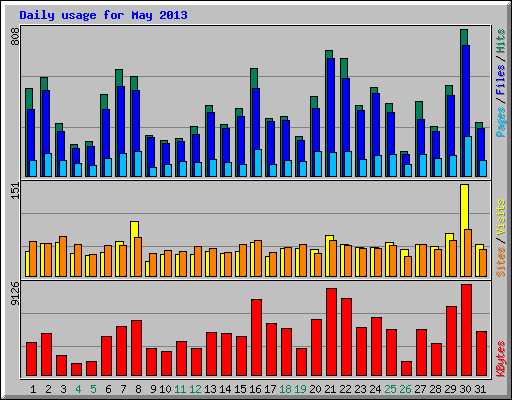 Daily usage for May 2013
808
Pages / Files / Hits
151
Sites / Visits
9126
KBytes
1 2 3 4 5 6 7 8 9 10 11 12 13 14 15 16 17 18 19 20 21 22 23 24 25 26 27 28 29 30 31